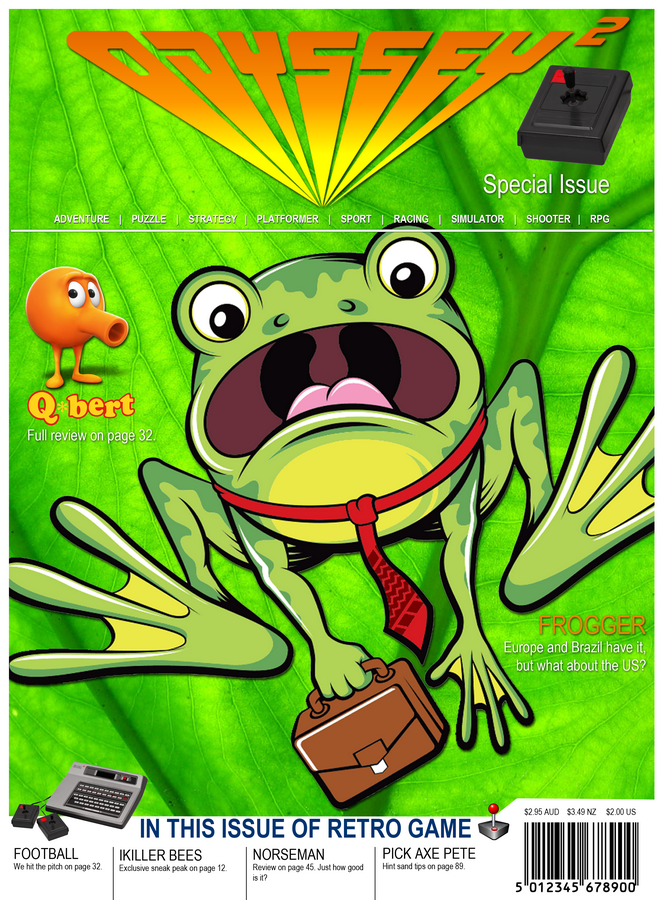 ODYSSEY²
Special Issue
ADVENTURE | PUZZLE | STRATEGY | PLATFORMER | SPORT | RACING | SIMULATOR | SHOOTER | RPG
Q*bert
Full review on page 32.
FROGGER
Europe and Brazil have it,
but what about the US?
IN THIS ISSUE OF RETRO GAME
$2.95 AUD $3.49 NZ $2.00 US
FOOTBALL
We hit the pitch on page 32.
IKILLER BEES
Exclusive sneak peak on page 12.
NORSEMAN
Review on page 45. Just how good
is it?
PICK AXE PETE
Hint sand tips on page 89.
5 012345 678900